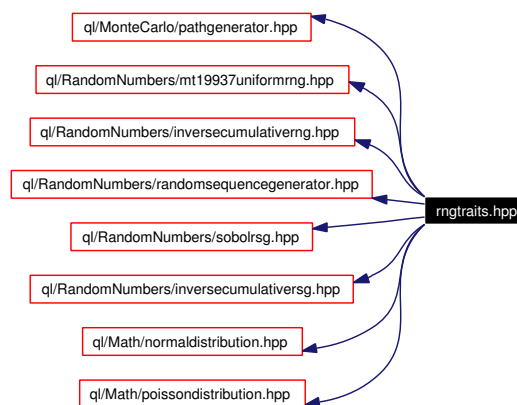 ql/MonteCarlo/pathgenerator.hpp
ql/RandomNumbers/mt19937uniformrng.hpp
ql/RandomNumbers/inversecumulativerng.hpp
ql/RandomNumbers/randomsequencegenerator.hpp
rngtraits.hpp
ql/RandomNumbers/sobolrsg.hpp
ql/RandomNumbers/inversecumulativersg.hpp
ql/Math/normaldistribution.hpp
ql/Math/poissondistribution.hpp